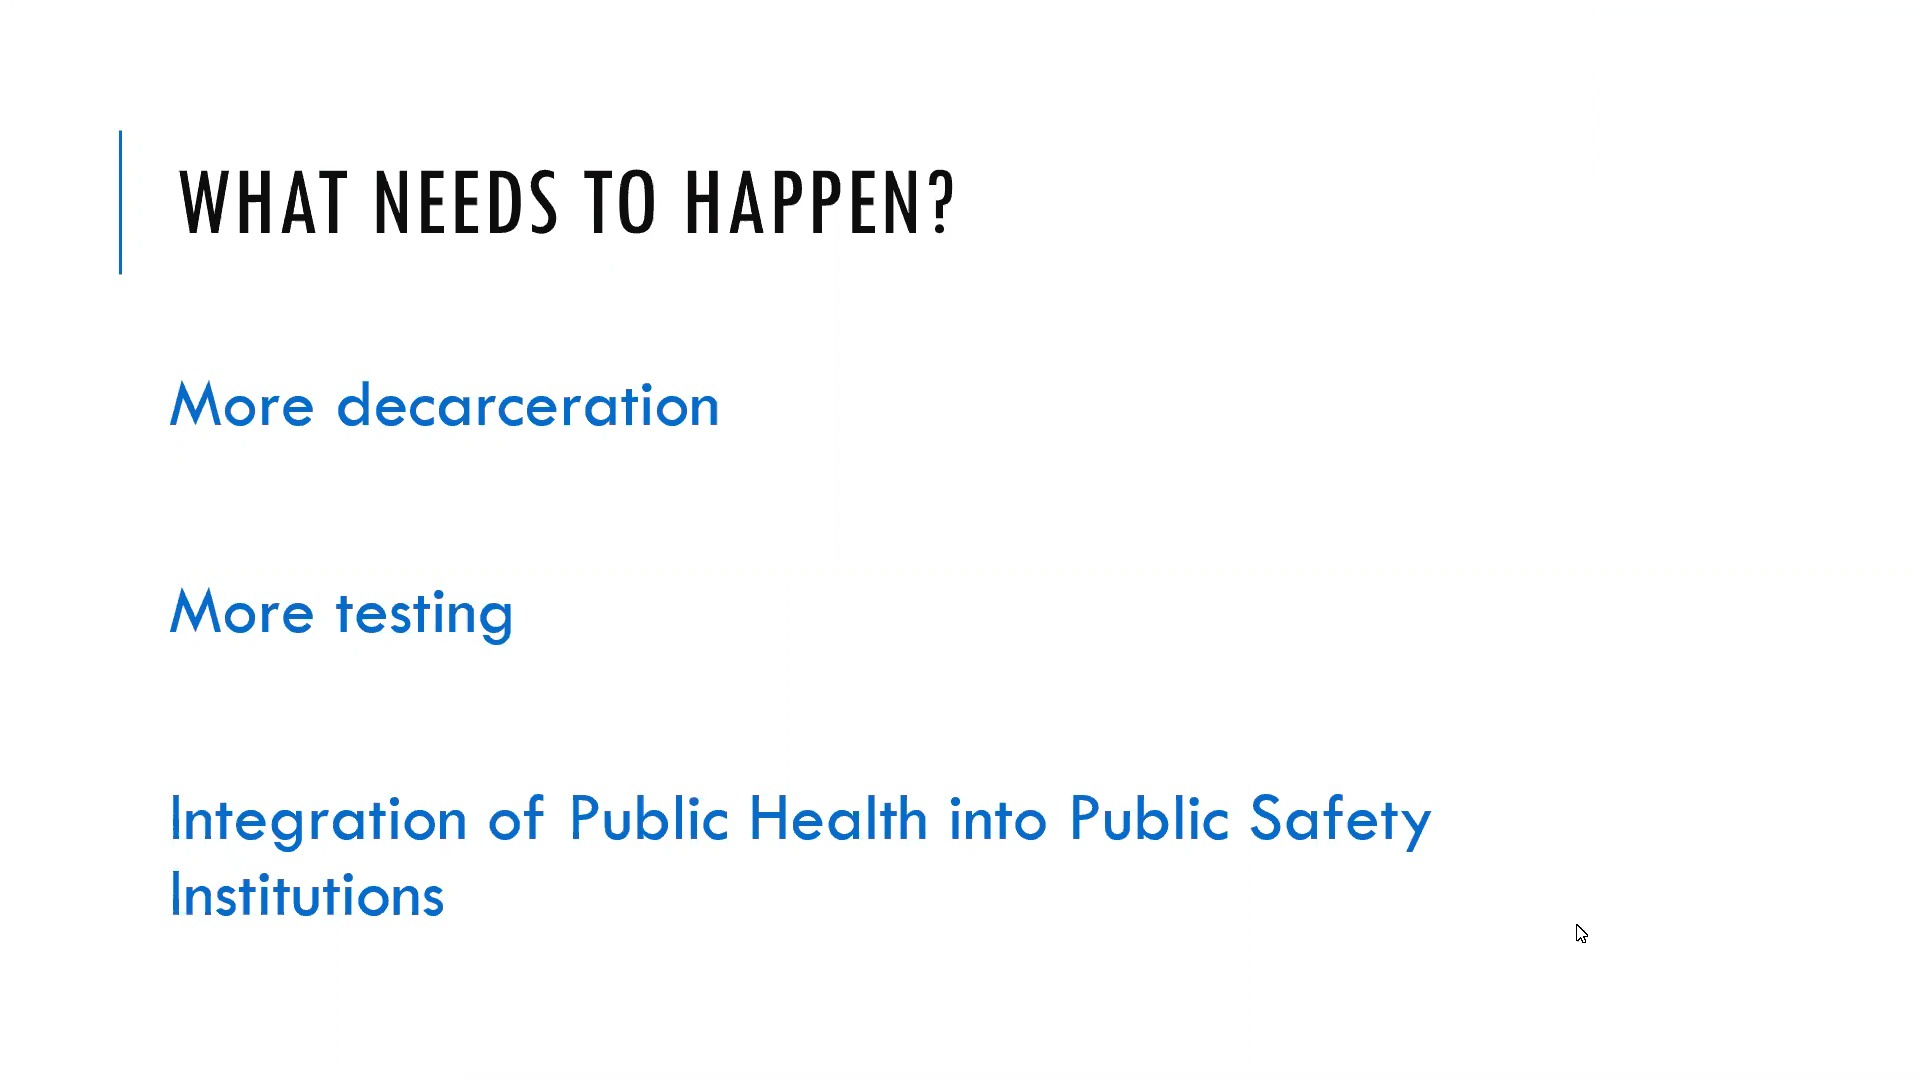 WHAT NEEDS TO HAPPEN?
More decarceration
More testing
Integration of Public Health into Public Safety
Institutions